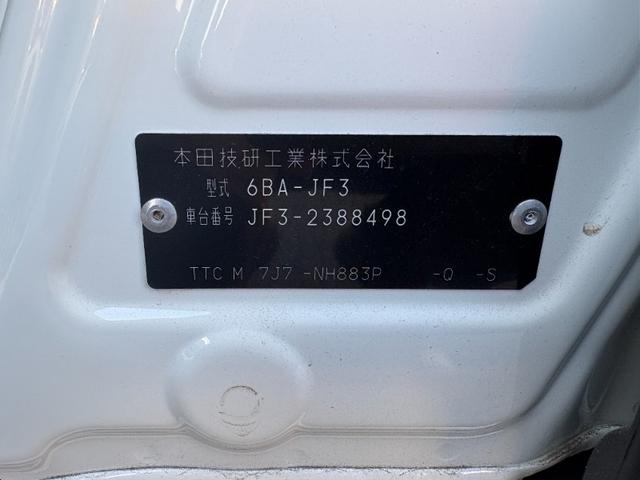 本田技研工業株式会社
型式 6BA-JF3
車台番号 JF3-2388498
TTC M 7J7 -NH883P -Q -S